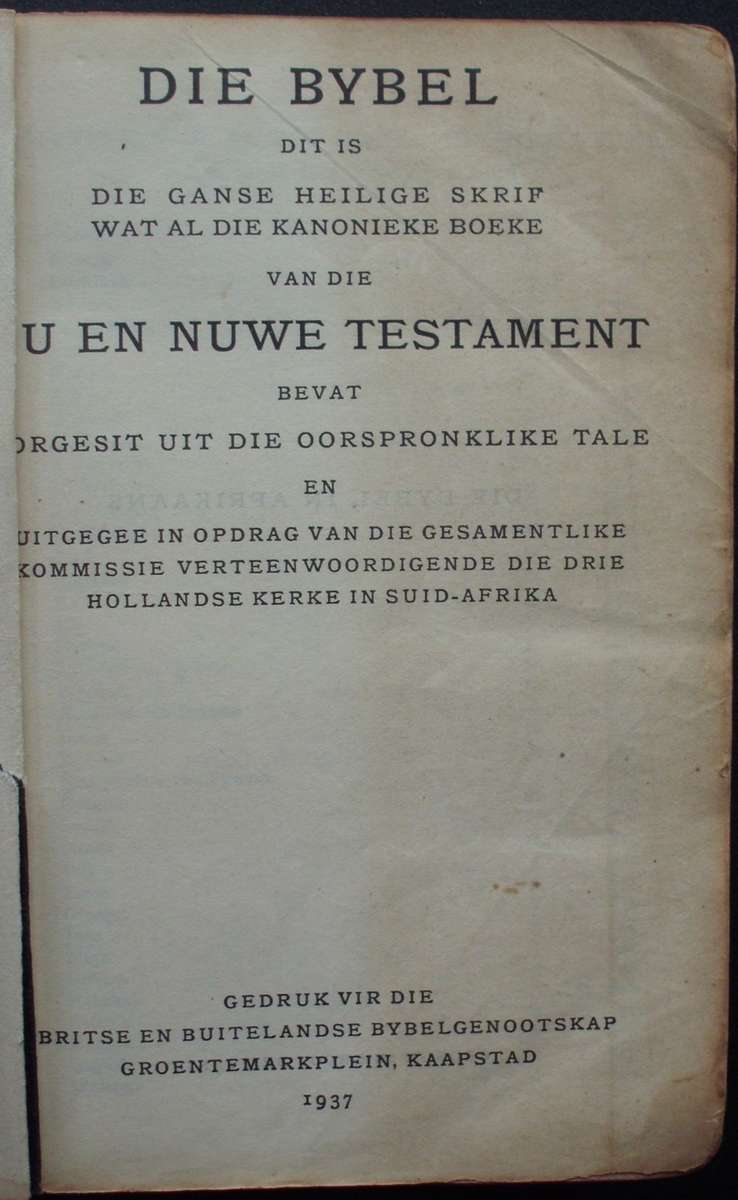 DIE BYBEL
DIT IS
DIE GANSE HEILIGE SKRIF
WAT AL DIE KANONIEKE BOEKE
VAN DIE
U EN NUWE TESTAMENT
BEVAT
ORGESIT UIT DIE OORSPRONKLIKE TALE
EN
UITGEGEE IN OPDRAG VAN DIE GESAMENTLIKE
KOMMISSIE VERTEENWOORDIGENDE DIE DRIE
HOLLANDSE KERKE IN SUID-AFRIKA
GEDRUK VIR DIE
BRITSE EN BUITELANDSE BYBELGENOOTSKAP
GROENTEMARKPLEIN, KAAPSTAD
1937